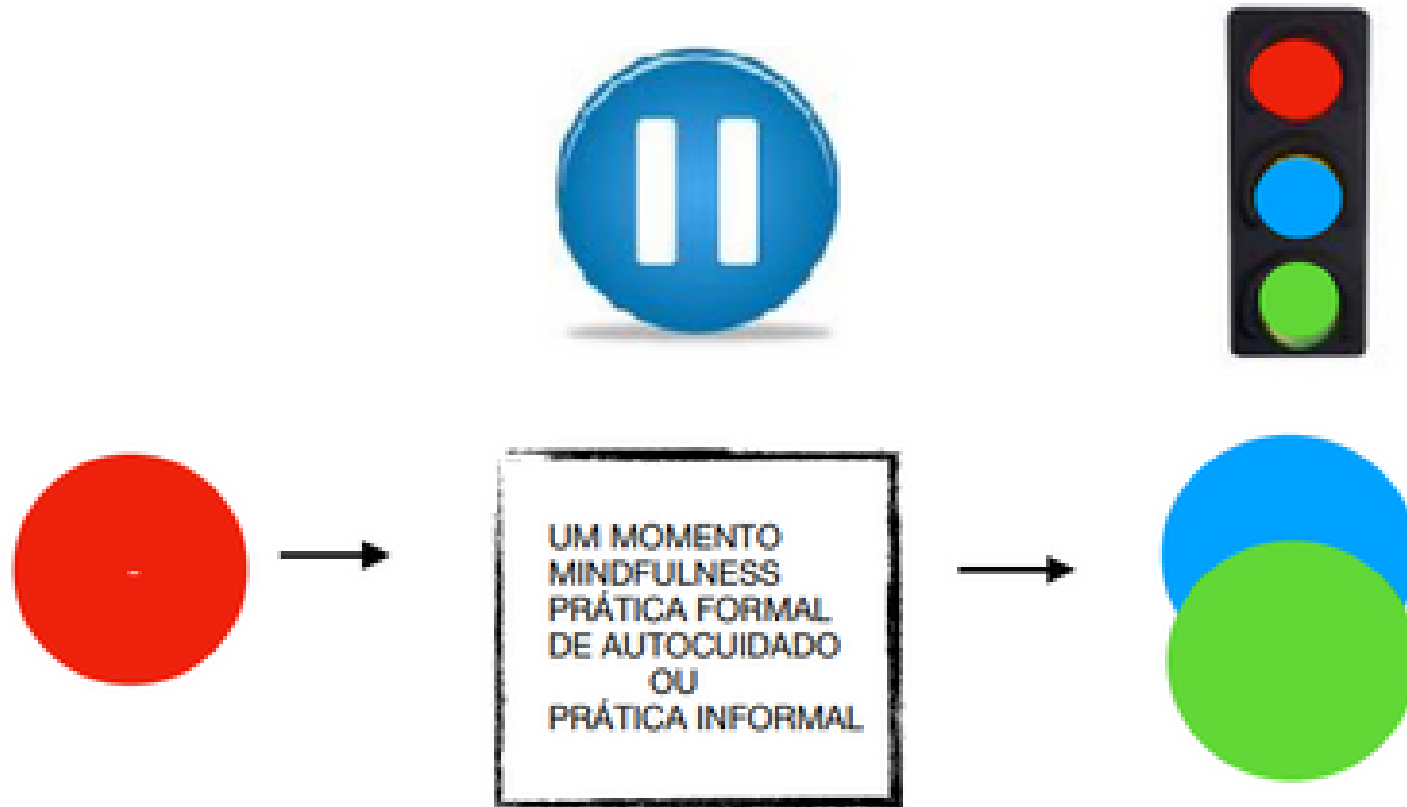 UM MOMENTO
MINDFULNESS
PRÁTICA FORMAL
DE AUTOCUIDADO
OU
PRÁTICA INFORMAL